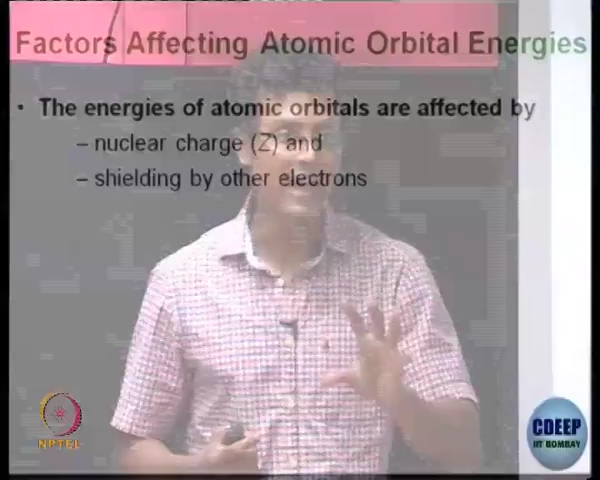 Factors Affecting Atomic Orbital Energies
• The energies of atomic orbitals are affected by
– nuclear charge (Z) and
– shielding by other electrons
NPTEL
CDEEP
IIT BOMBAY